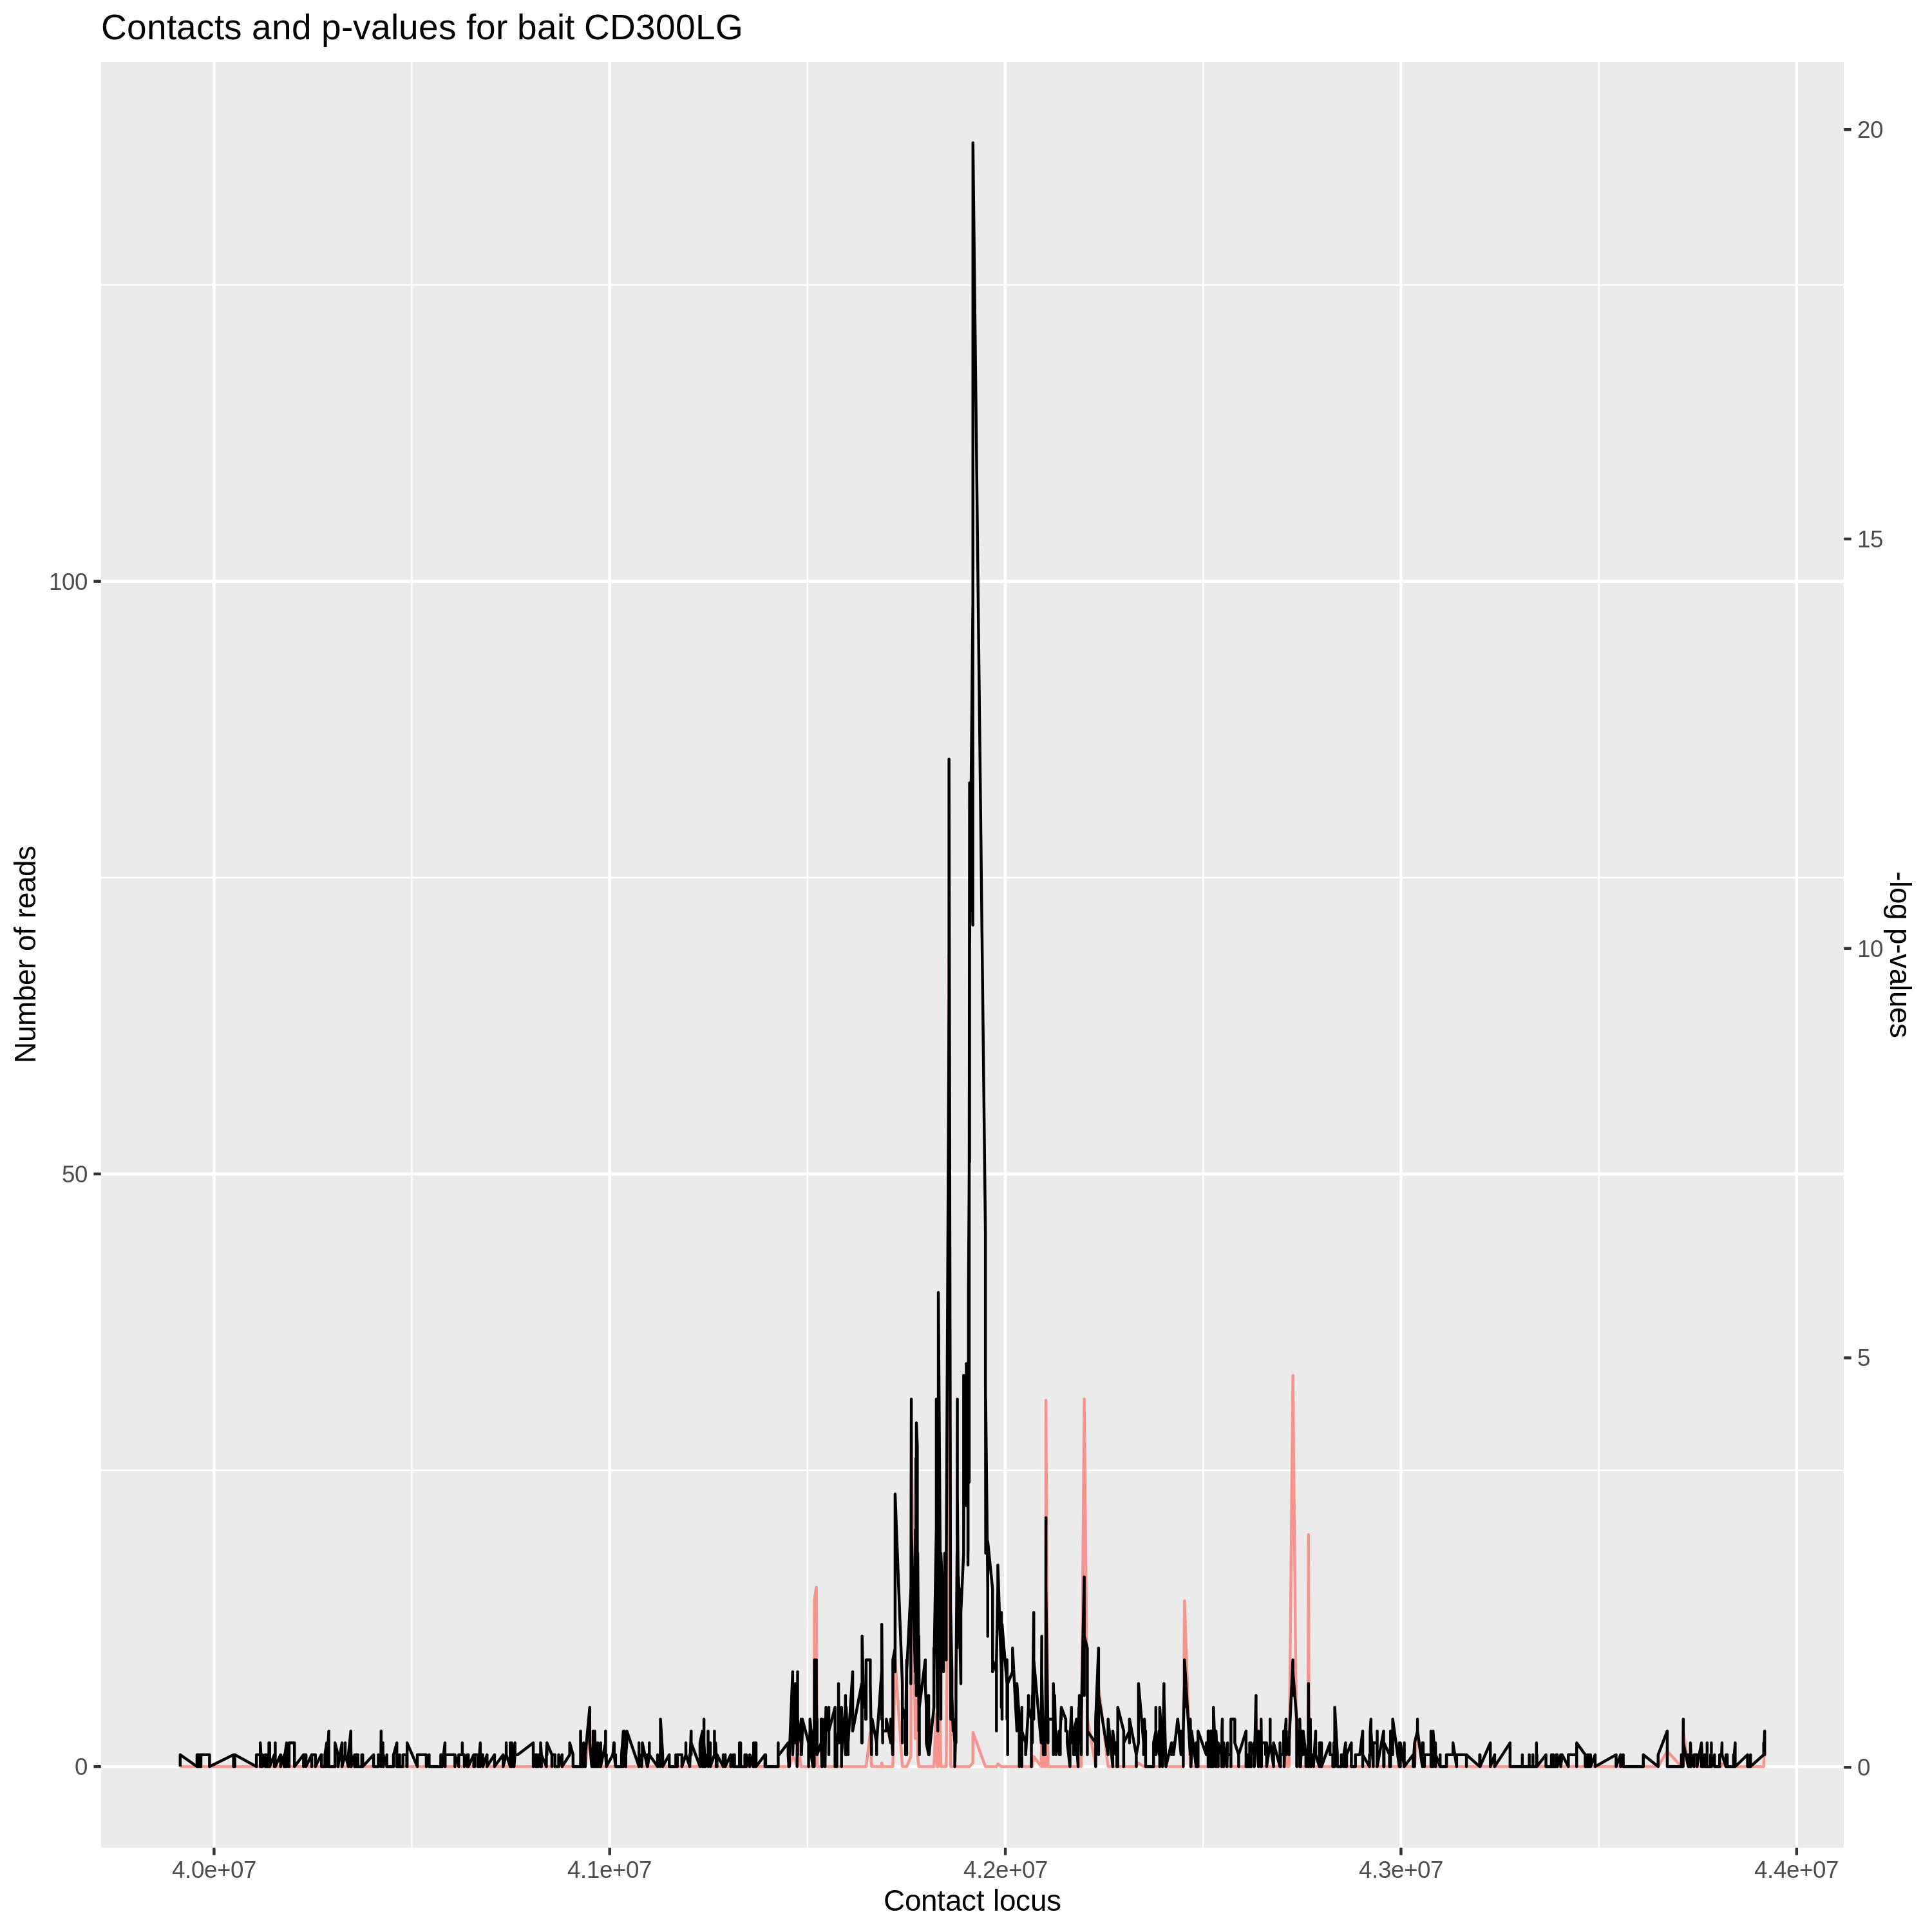 Contacts and p-values for bait CD300LG
20
15
100
10
50
5
0
0
Number of reads
-log p-values
4.0e+07 4.1e+07 4.2e+07 4.3e+07 4.4e+07
Contact locus